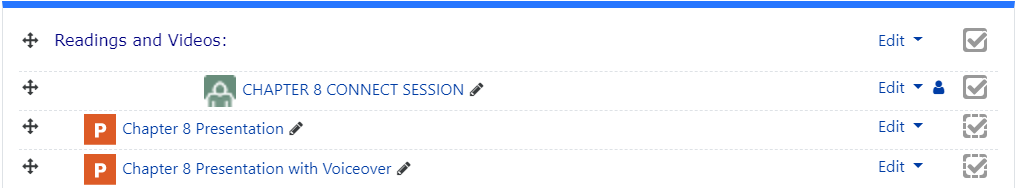 Readings and Videos: Edit
CHAPTER 8 CONNECT SESSION Edit
P Chapter 8 Presentation Edit
P Chapter 8 Presentation with Voiceover Edit